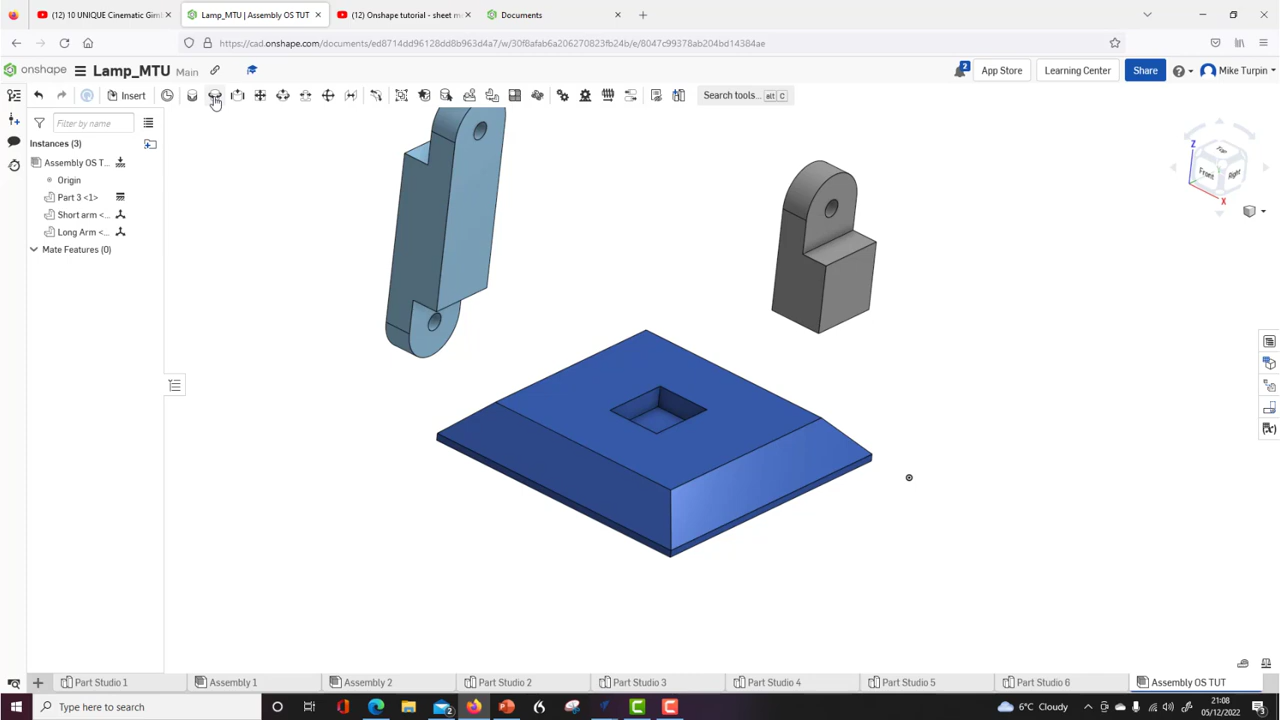 (12) 10 UNIQUE Cinematic Giml
Lamp_MTU | Assembly OS TUT
(12) Onshape tutorial - sheet m
Documents
https://cad.onshape.com/documents/ed8714dd96128dd8b963d4a7/w/30f8afab6a206270823fb24b/e/8047c99378ab204bd14384ae
onshape
Lamp_MTU
Main
2
App Store
Learning Center
Share
Mike Turpin
Insert
Search tools...
alt
C
Filter by name
Instances (3)
Assembly OS T...
Origin
Part 3 <1>
Short arm <...
Long Arm <...
Mate Features (0)
Z
Top
Front
Right
X
Part Studio 1
Assembly 1
Assembly 2
Part Studio 2
Part Studio 3
Part Studio 4
Part Studio 5
Part Studio 6
Assembly OS TUT
Type here to search
6°C
Cloudy
21:08
05/12/2022